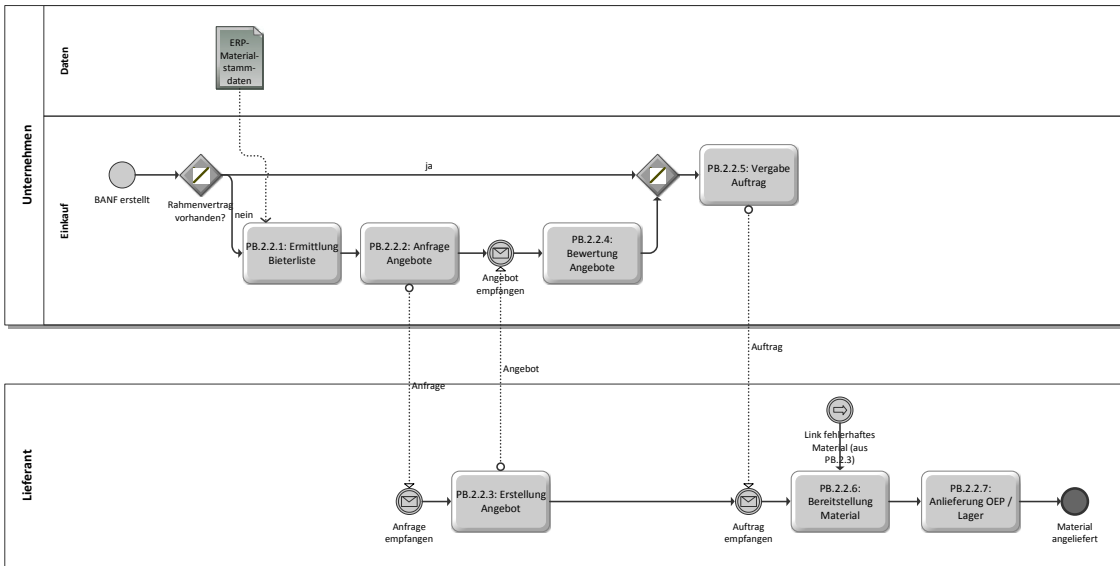 Unternehmen
Daten
ERP-
Material-
stamm-
daten
Einkauf
BANF erstellt
Rahmenvertrag
vorhanden?
ja
nein
PB.2.2.1: Ermittlung
Bieterliste
PB.2.2.2: Anfrage
Angebote
Angebot
empfangen
PB.2.2.4:
Bewertung
Angebote
PB.2.2.5: Vergabe
Auftrag
Anfrage
Angebot
Auftrag
Lieferant
Anfrage
empfangen
PB.2.2.3: Erstellung
Angebot
Auftrag
empfangen
Link fehlerhaftes
Material (aus
PB.2.3)
PB.2.2.6:
Bereitstellung
Material
PB.2.2.7:
Anlieferung OEP /
Lager
Material
angeliefert